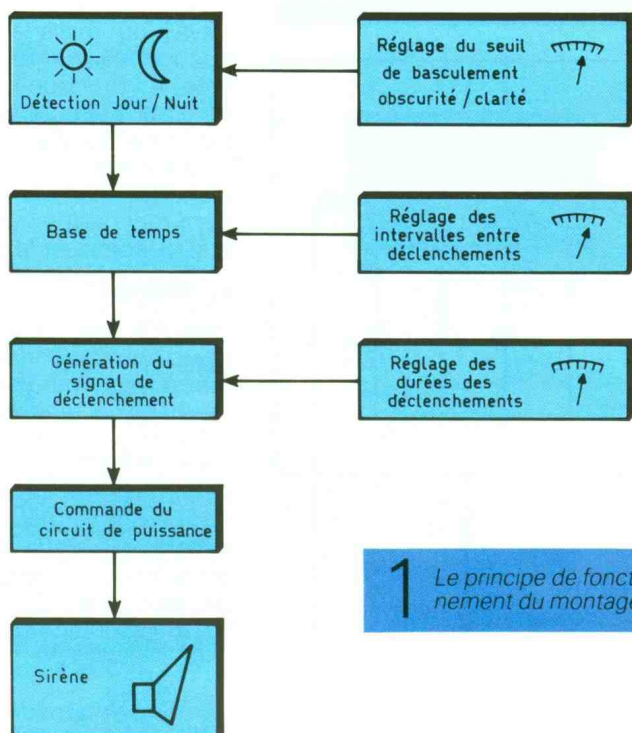 Détection Jour/Nuit
Réglage du seuil
de basculement
obscurité/clarté
Base de temps
Réglage des
intervalles entre
déclenchements
Génération du
signal de
déclenchement
Réglage des
durées des
déclenchements
Commande du
circuit de puissance
1
Le principe de fonct
nement du montage
Sirène